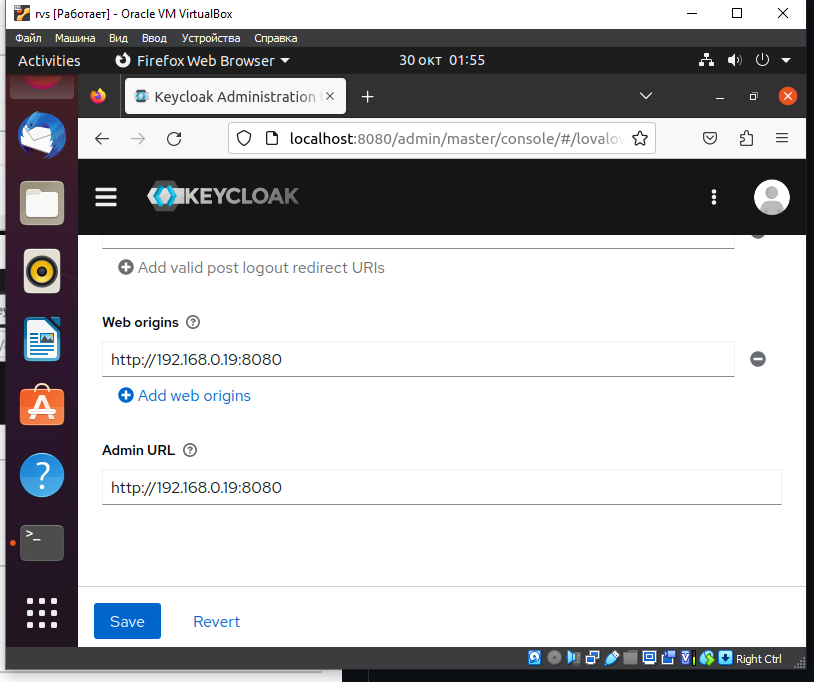 rvs [Работает] - Oracle VM VirtualBox
Файл Машина Вид Ввод Устройства Справка
Activities Firefox Web Browser 30 окт 01:55
Keycloak Administration
localhost:8080/admin/master/console/#/lovalov
KEYCLOAK
Add valid post logout redirect URIs
Web origins
http://192.168.0.19:8080
Add web origins
Admin URL
http://192.168.0.19:8080
Save Revert
Right Ctrl